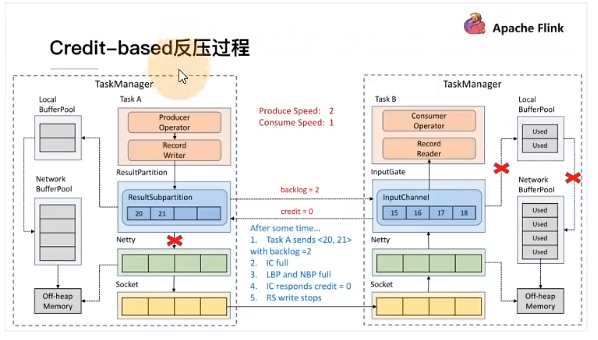 Apache Flink
Credit-based反压过程
TaskManager
Local
BufferPool
Task A
Producer
Operator
Record
Writer
ResultPartition
Network
BufferPool
ResultSubpartition
20 21
Netty
Socket
Off-heap
Memory
Produce Speed: 2
Consume Speed: 1
backlog = 2
credit = 0
After some time...
1. Task A sends <20, 21>
with backlog =2
2. IC full
3. LBP and NBP full
4. IC responds credit = 0
5. RS write stops
TaskManager
Task B
Consumer
Operator
Record
Reader
InputGate
InputChannel
15 16 17 18
Netty
Socket
Local
BufferPool
Used
Used
Network
BufferPool
Used
Used
Used
Used
Off-heap
Memory